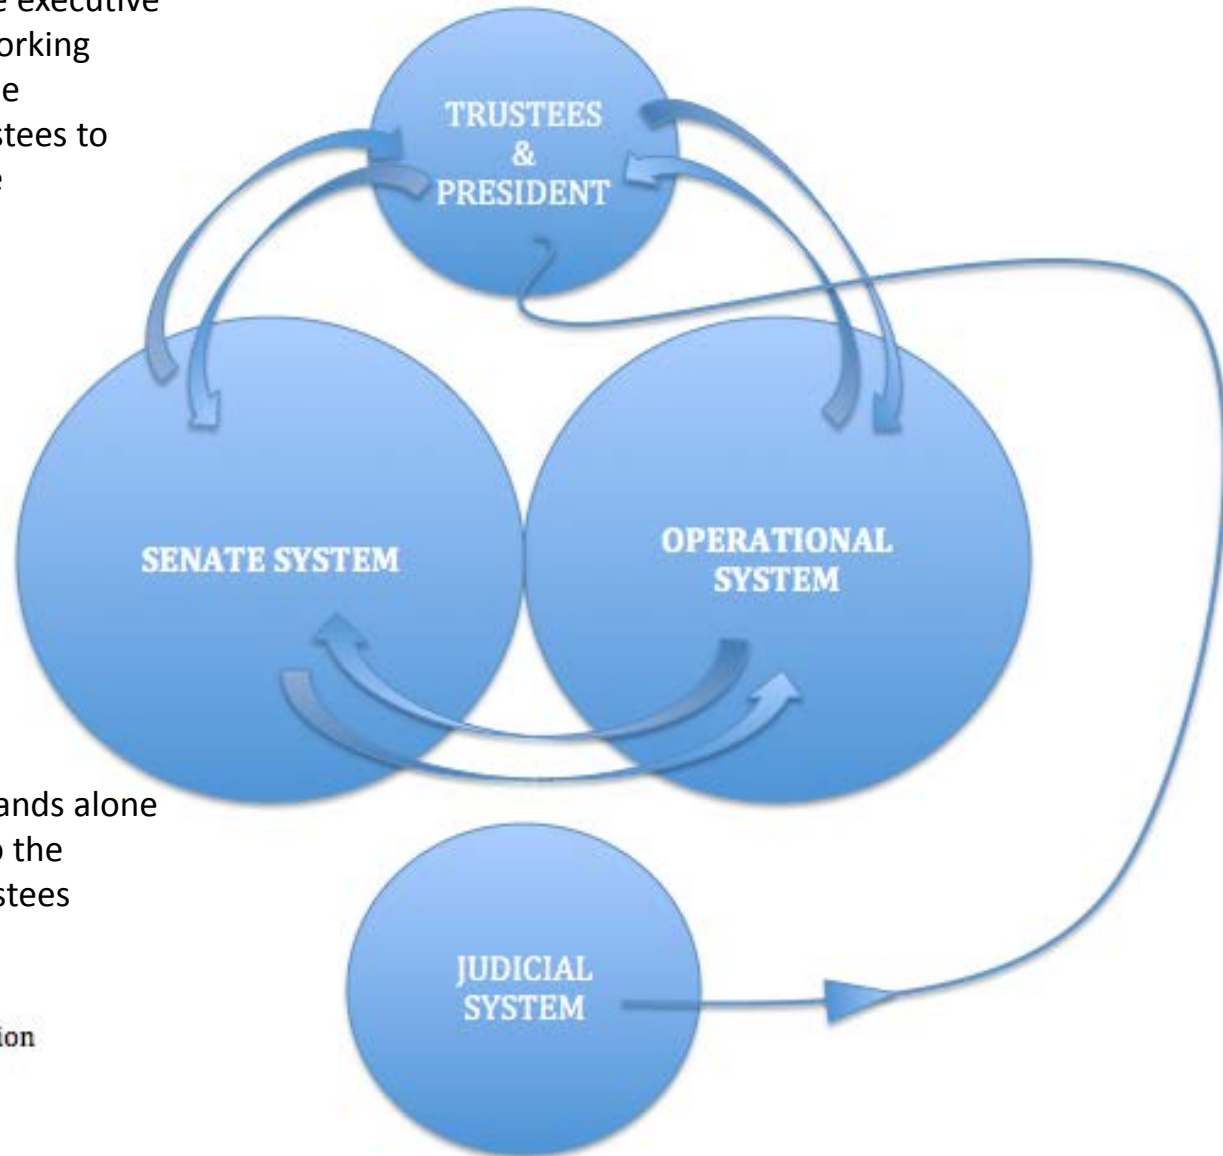 e executive
orking
e
stees to
e
TRUSTEES
&
PRESIDENT
SENATE SYSTEM
OPERATIONAL
SYSTEM
ands alone
o the
stees
JUDICIAL
SYSTEM
ion